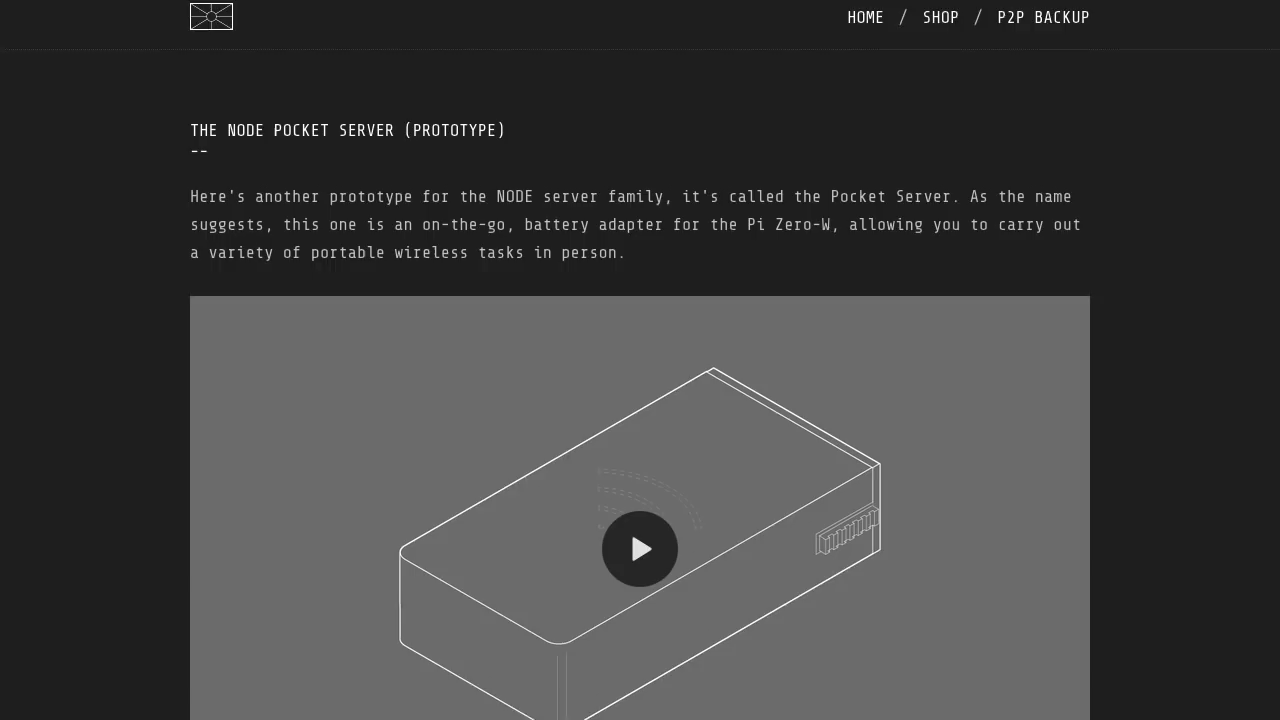 HOME / SHOP / P2P BACKUP
THE NODE POCKET SERVER (PROTOTYPE)
--
Here's another prototype for the NODE server family, it's called the Pocket Server. As the name
suggests, this one is an on-the-go, battery adapter for the Pi Zero-W, allowing you to carry out
a variety of portable wireless tasks in person.